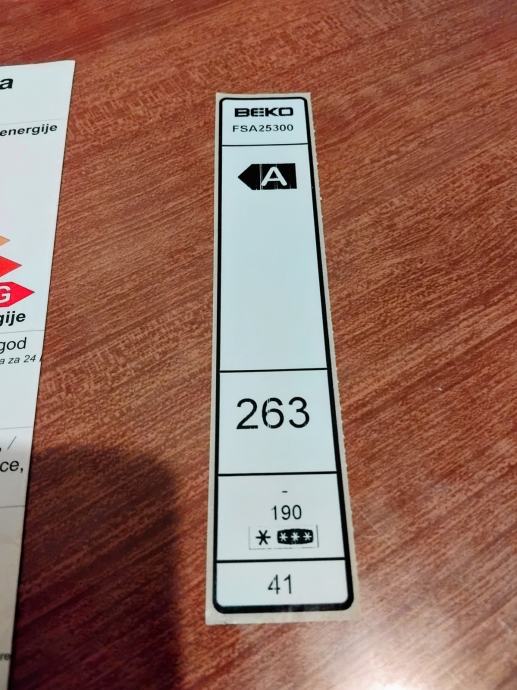 a
energije
G
gije
god
a za 24
, /
ce,
BEKO
FSA25300
A
263
-
190
41